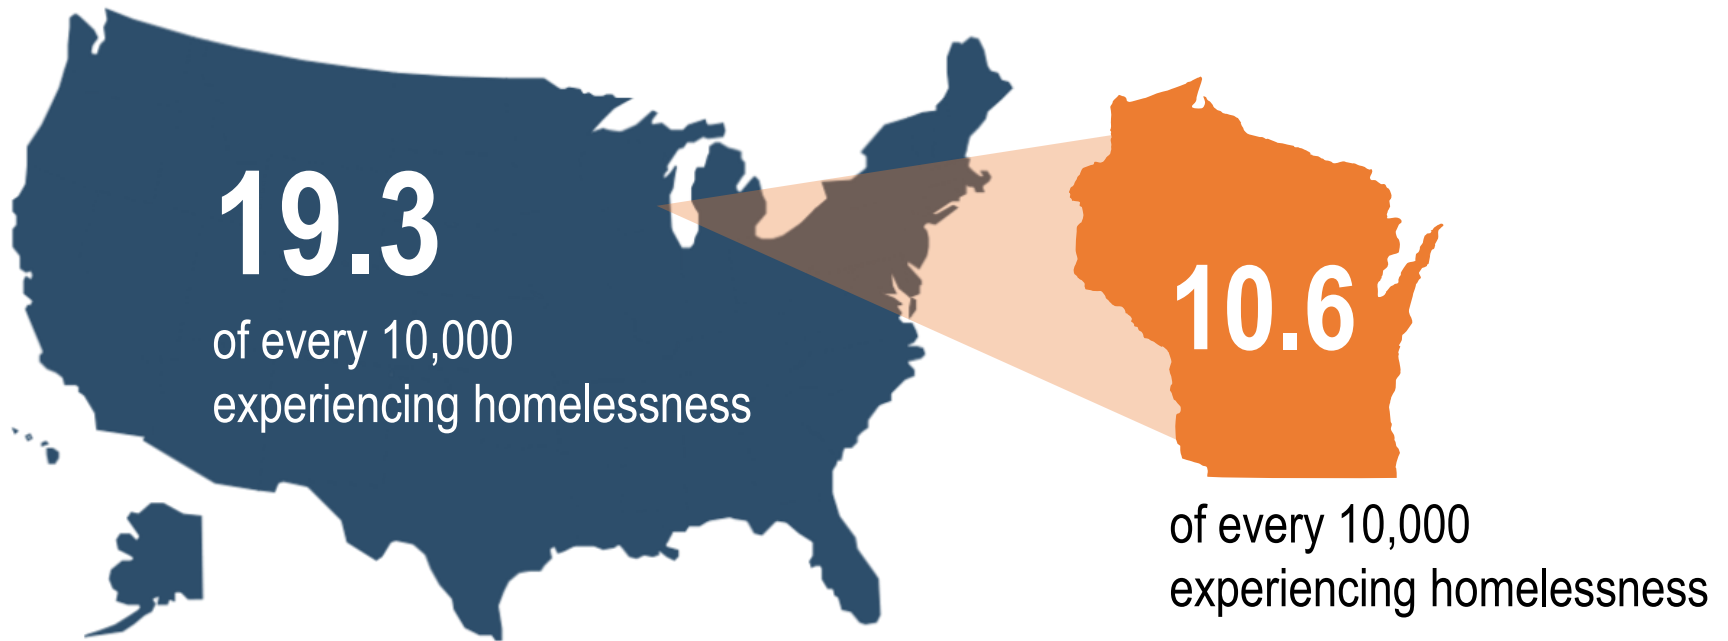 19.3
of every 10,000
experiencing homelessness
10.6
of every 10,000
experiencing homelessness